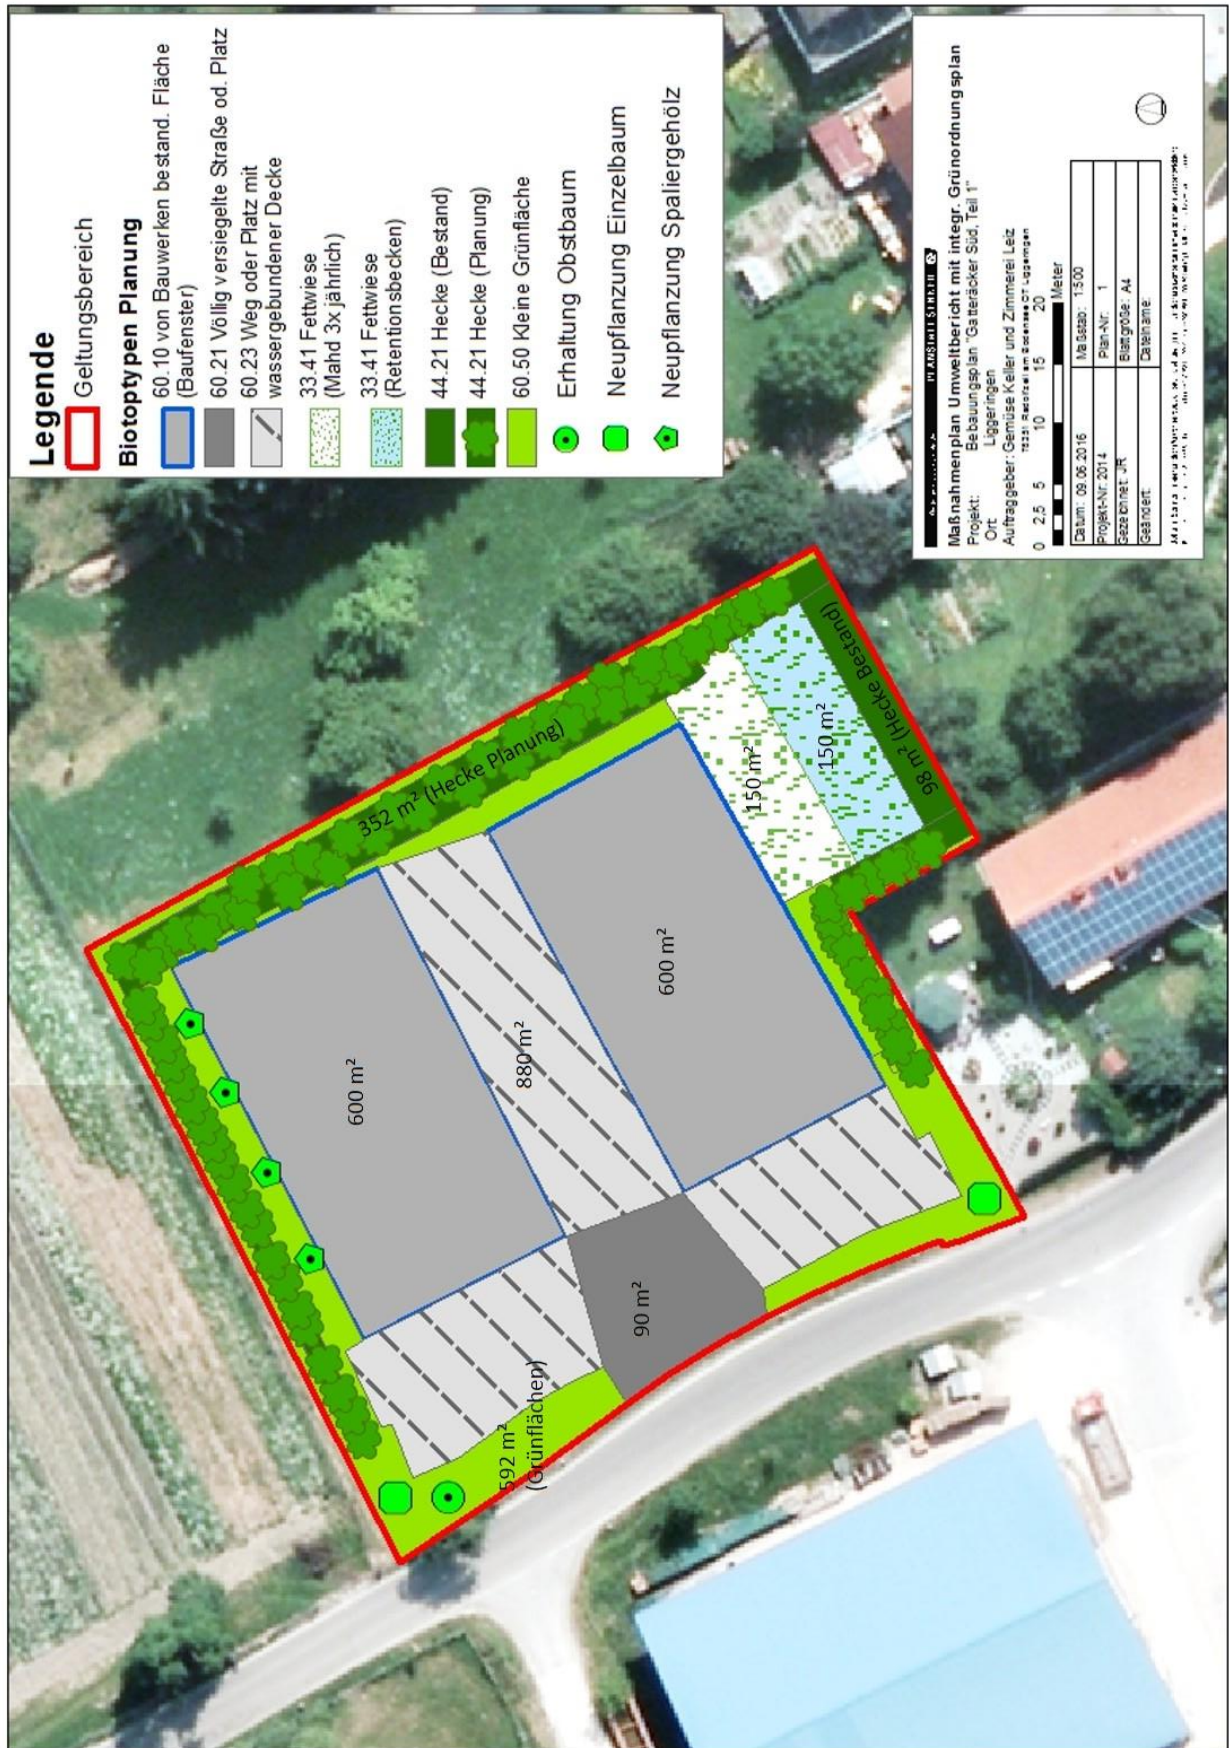 Legende
Geltungsbereich
Biotoptypen Planung
60.10 von Bauwerken bestand. Fläche
(Baufenster)
60.21 Völlig versiegelte Straße od. Platz
60.23 Weg oder Platz mit
wassergebundener Decke
33.41 Fettwiese
(Mahd 3x jährlich)
33.41 Fettwiese
(Retentionsbecken)
44.21 Hecke (Bestand)
44.21 Hecke (Planung)
60.50 Kleine Grünfläche
Erhaltung Obstbaum
Neupflanzung Einzelbaum
Neupflanzung Spaliergehölz
352 m² (Hecke Planung)
600 m²
880 m²
600 m²
150 m²
150 m²
98 m² (Hecke Bestand)
90 m²
592 m²
(Grünflächen)
Maßnahmenplan Umweltbericht mit integr. Grünordnungsplan
Projekt: Bebauungsplan "Gatteräcker Süd, Teil 1"
Ort: Liggeringen
Auftraggeber: Gemüse Keller und Zimmerei Leiz
78315 Radolfzell am Bodensee OT Liggeringen
0 2,5 5 10 15 20
Meter
Datum: 09.06.2016 Maßstab: 1:500
Projekt-Nr. 2014 Plan-Nr: 1
Gezeichnet: JR Blattgröße: A4
Geändert: Dateiname: